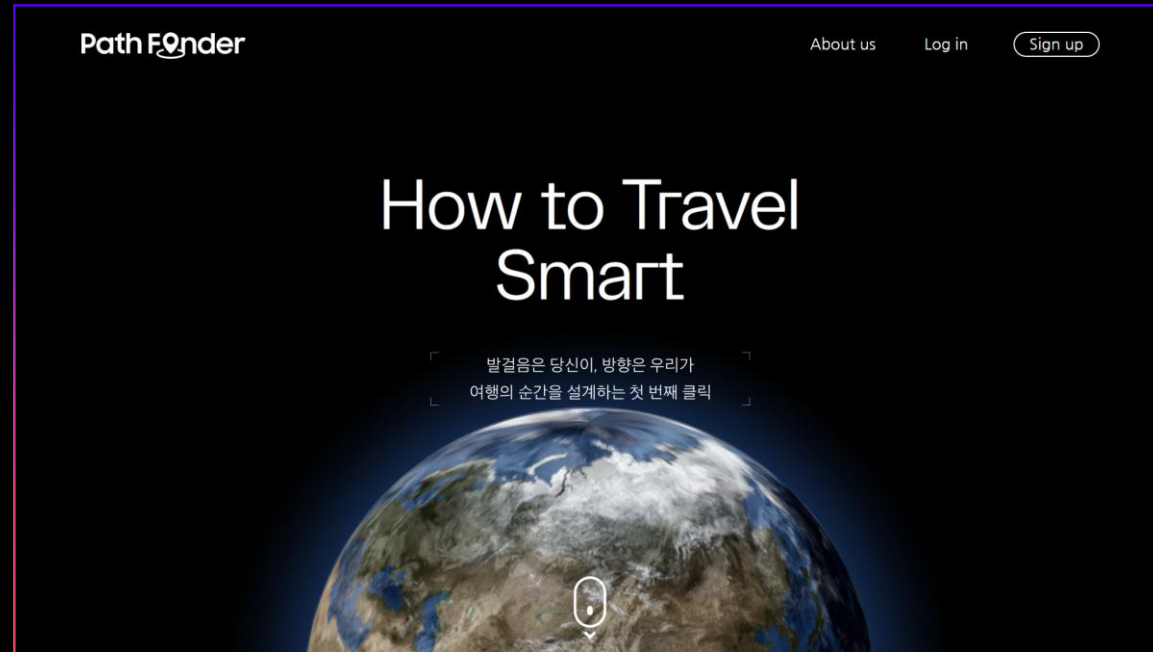 Path Fonder
About us
Log in
Sign up
How to Travel
Smart
발걸음은 당신이, 방향은 우리가
여행의 순간을 설계하는 첫 번째 클릭